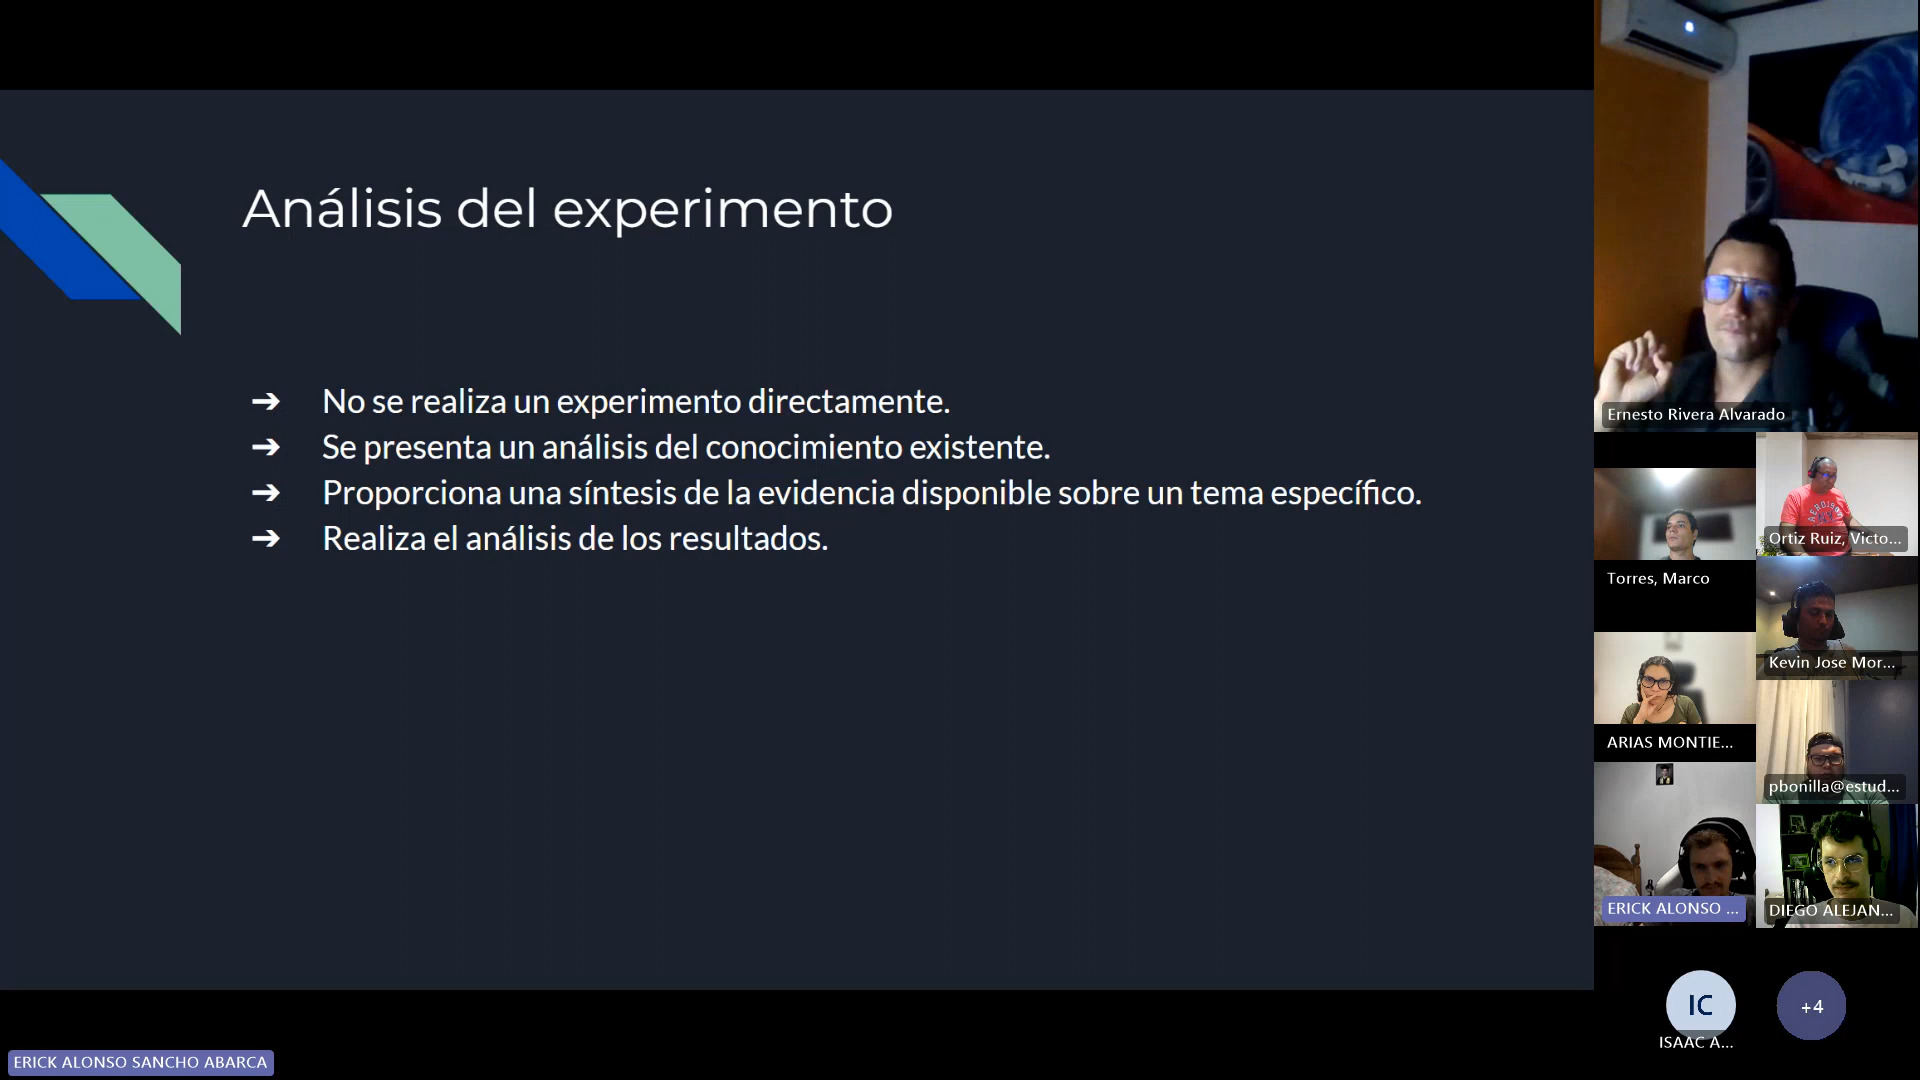 Análisis del experimento
➔ No se realiza un experimento directamente.
➔ Se presenta un análisis del conocimiento existente.
➔ Proporciona una síntesis de la evidencia disponible sobre un tema específico.
➔ Realiza el análisis de los resultados.
Ernesto Rivera Alvarado
Torres, Marco
Ortiz Ruiz, Victo...
Kevin Jose Mor...
ARIAS MONTIE...
pbonilla@estud...
ERICK ALONSO ...
DIEGO ALEJAN...
IC
ISAAC A...
+4
ERICK ALONSO SANCHO ABARCA